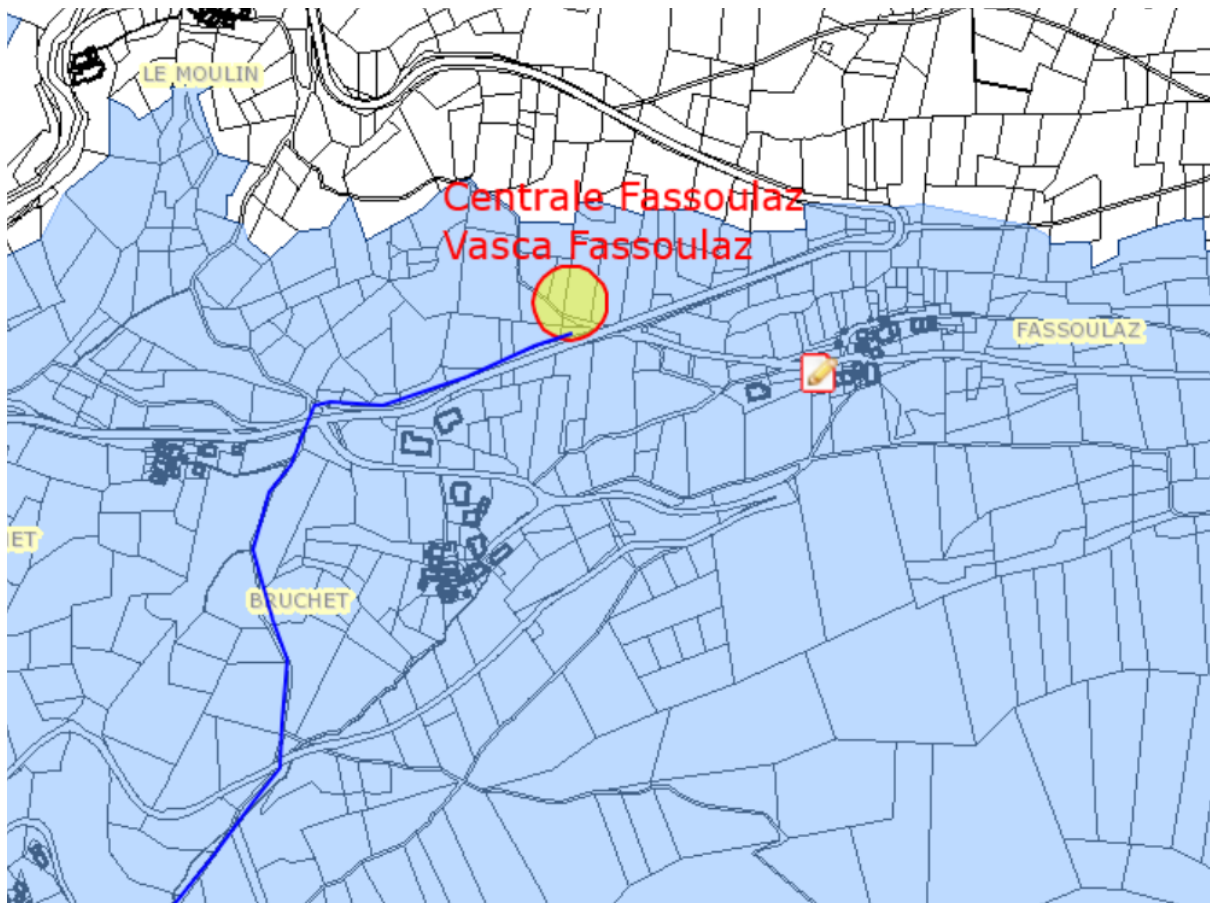 LE MOULIN
Centrale Fassoulaz
Vasca Fassoulaz
FASSOULAZ
ET
BRUCHET